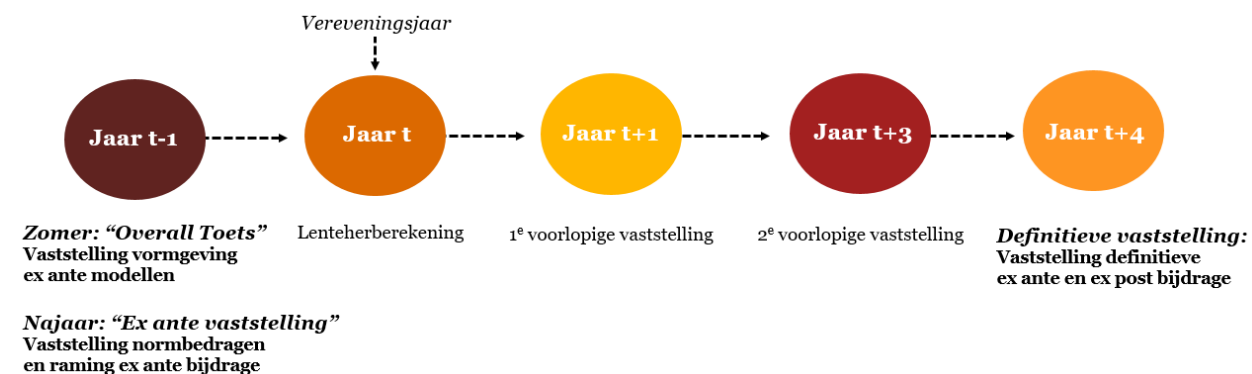 Vereveningsjaar
Jaar t-1
Jaar t
Jaar t+1
Jaar t+3
Jaar t+4
Zomer: “Overall Toets”
Vaststelling vormgeving
ex ante modellen
Lenteherberekening
1e voorlopige vaststelling
2e voorlopige vaststelling
Definitieve vaststelling:
Vaststelling definitieve
ex ante en ex post bijdrage
Najaar: “Ex ante vaststelling”
Vaststelling normbedragen
en raming ex ante bijdrage